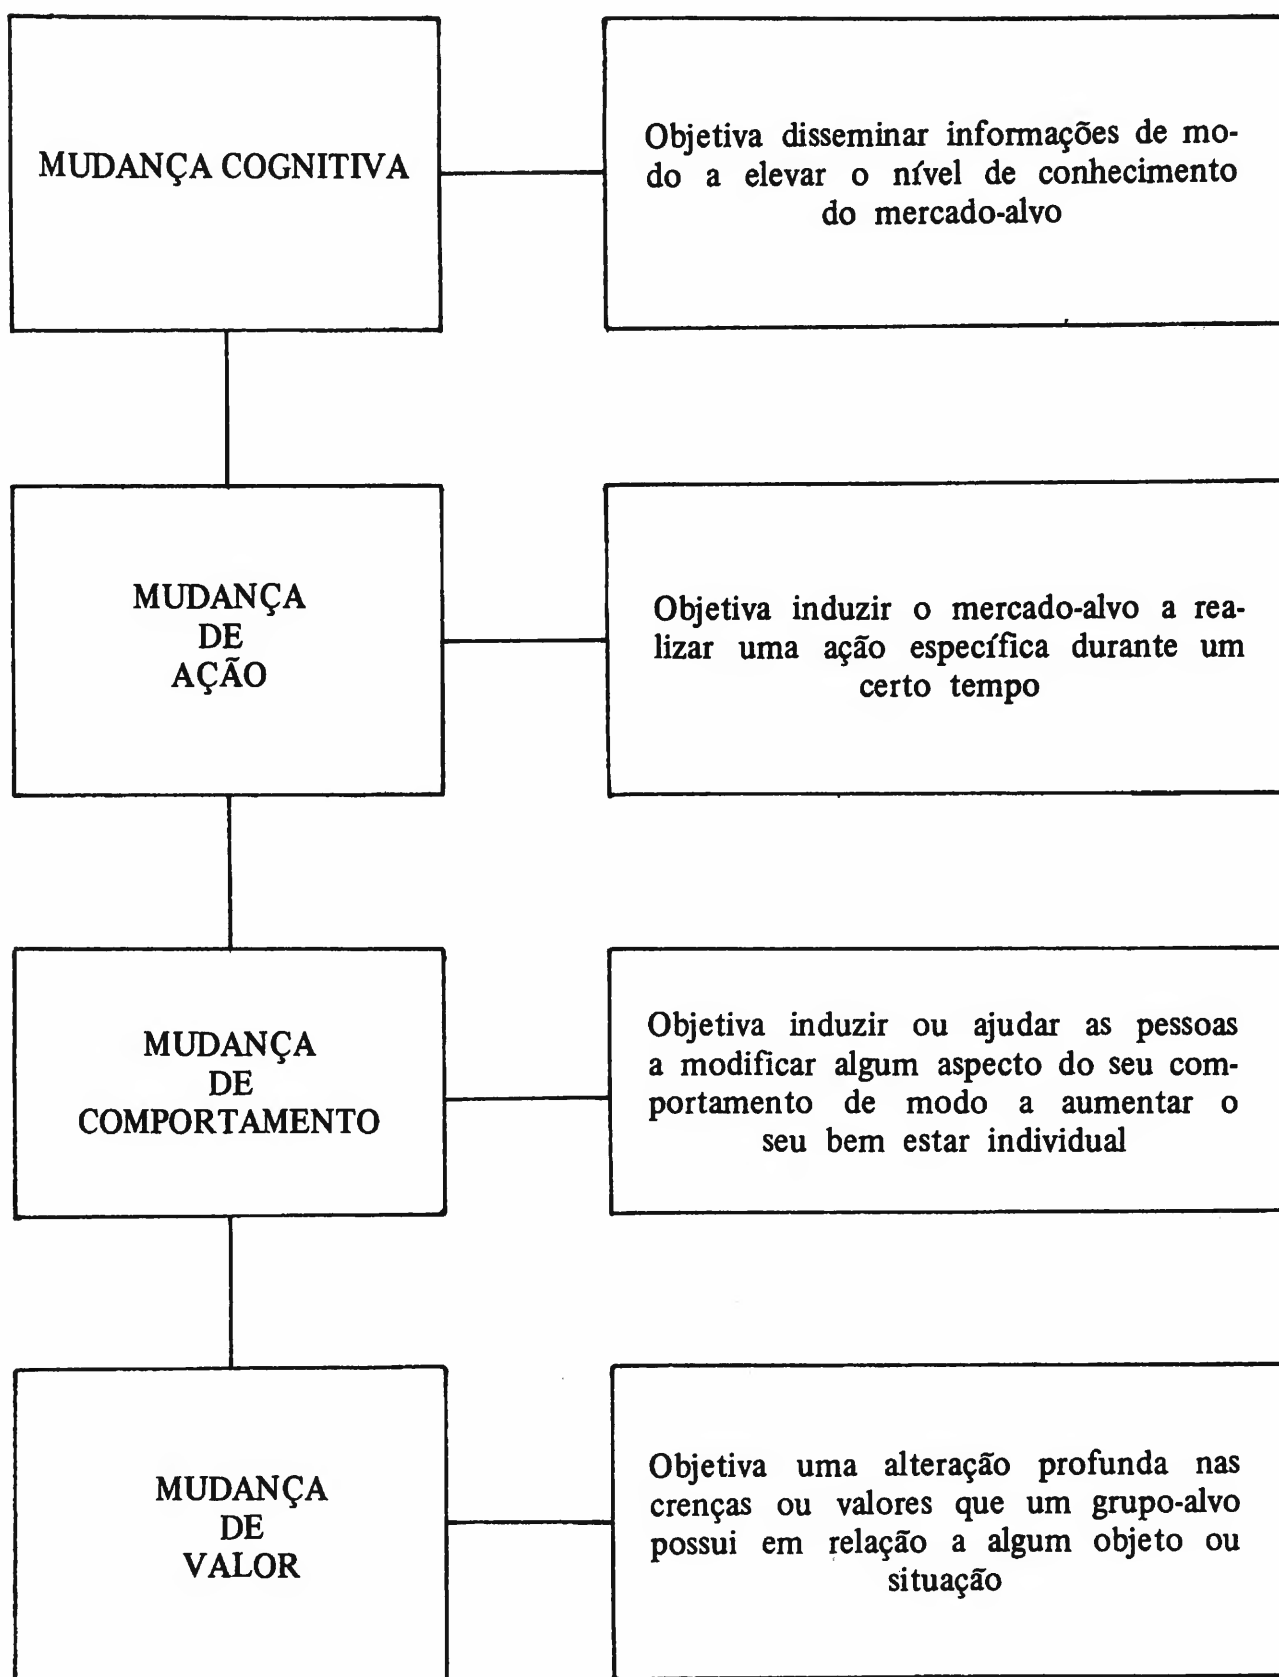 MUDANÇA COGNITIVA
Objetiva disseminar informações de mo-
do a elevar o nível de conhecimento
do mercado-alvo
MUDANÇA
DE
AÇÃO
Objetiva induzir o mercado-alvo a rea-
lizar uma ação específica durante um
certo tempo
MUDANÇA
DE
COMPORTAMENTO
Objetiva induzir ou ajudar as pessoas
a modificar algum aspecto do seu com-
portamento de modo a aumentar o
seu bem estar individual
MUDANÇA
DE
VALOR
Objetiva uma alteração profunda nas
crenças ou valores que um grupo-alvo
possui em relação a algum objeto ou
situação